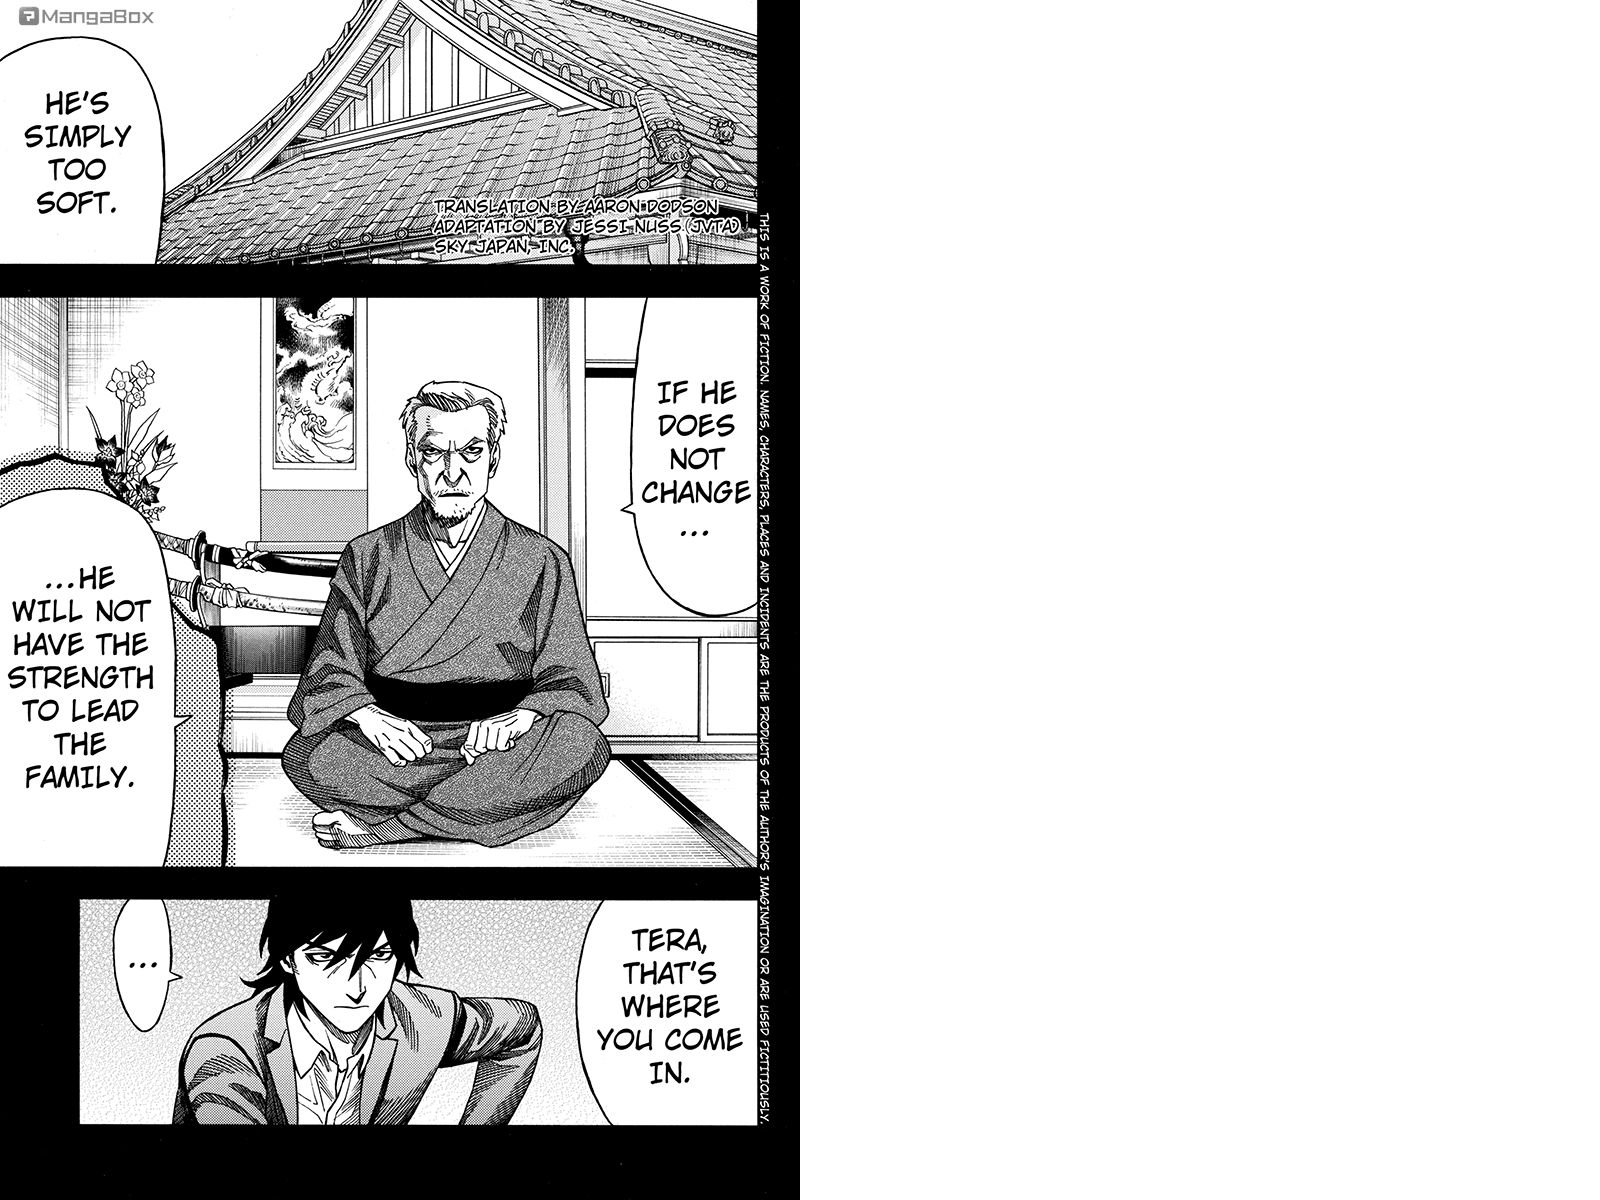 MangaBox
HE'S
SIMPLY
TOO
SOFT.
TRANSLATION BY AARON DODSON
ADAPTATION BY JESSI NUSS (JVTA)
SKY JAPAN, INC.
THIS IS A WORK OF FICTION. NAMES, CHARACTERS, PLACES AND INCIDENTS ARE THE PRODUCTS OF THE AUTHOR'S IMAGINATION OR ARE USED FICTITIOUSLY.
IF HE
DOES
NOT
CHANGE
...
...HE
WILL NOT
HAVE THE
STRENGTH
TO LEAD
THE
FAMILY.
TERA,
THAT'S
WHERE
YOU COME
IN.
...